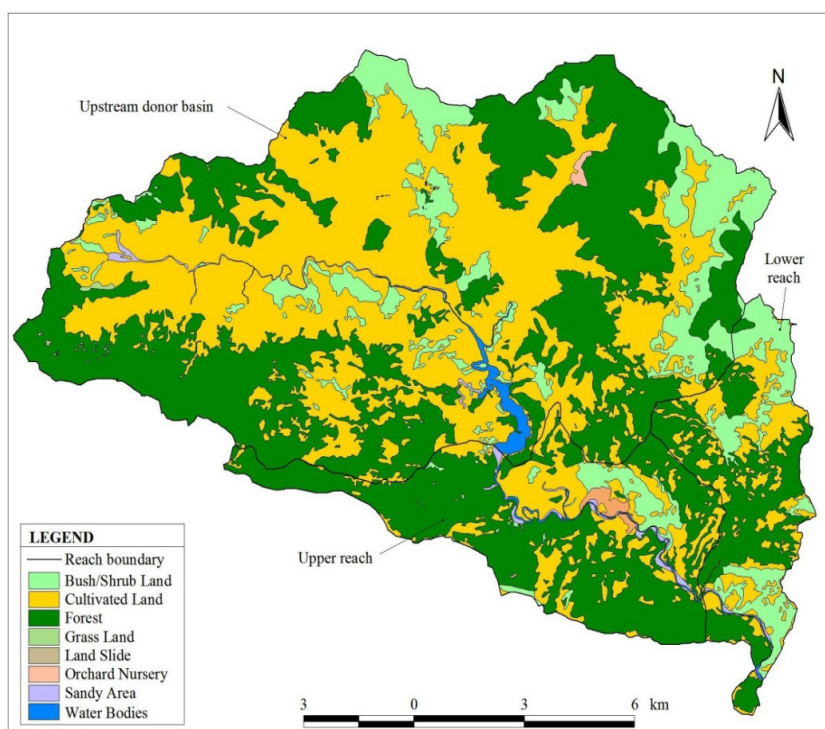 N
Upstream donor basin
Lower
reach
Upper reach
LEGEND
Reach boundary
Bush/Shrub Land
Cultivated Land
Forest
Grass Land
Land Slide
Orchard Nursery
Sandy Area
Water Bodies
3 0 3 6 km